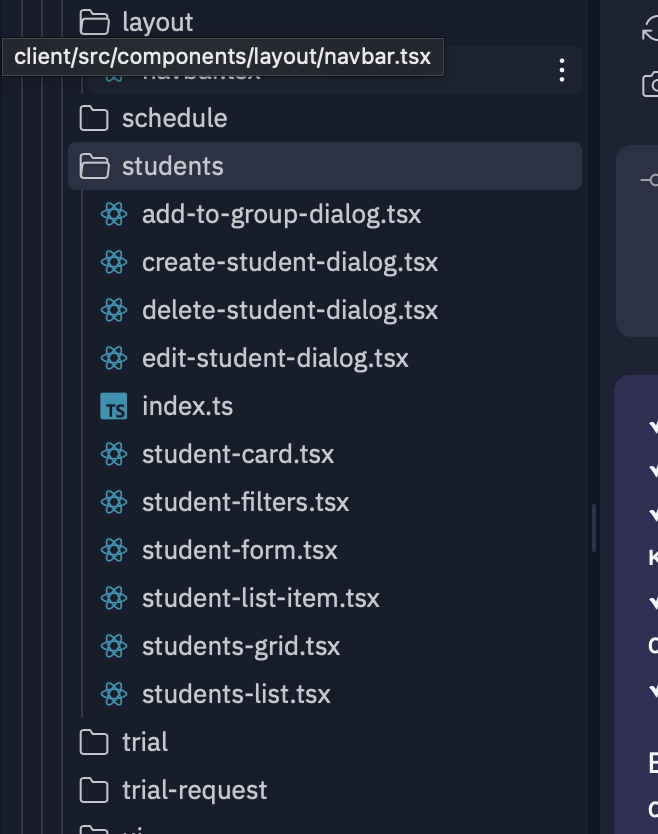 layout
client/src/components/layout/navbar.tsx
schedule
students
add-to-group-dialog.tsx
create-student-dialog.tsx
delete-student-dialog.tsx
edit-student-dialog.tsx
TS index.ts
student-card.tsx
student-filters.tsx
student-form.tsx
student-list-item.tsx
students-grid.tsx
students-list.tsx
trial
trial-request